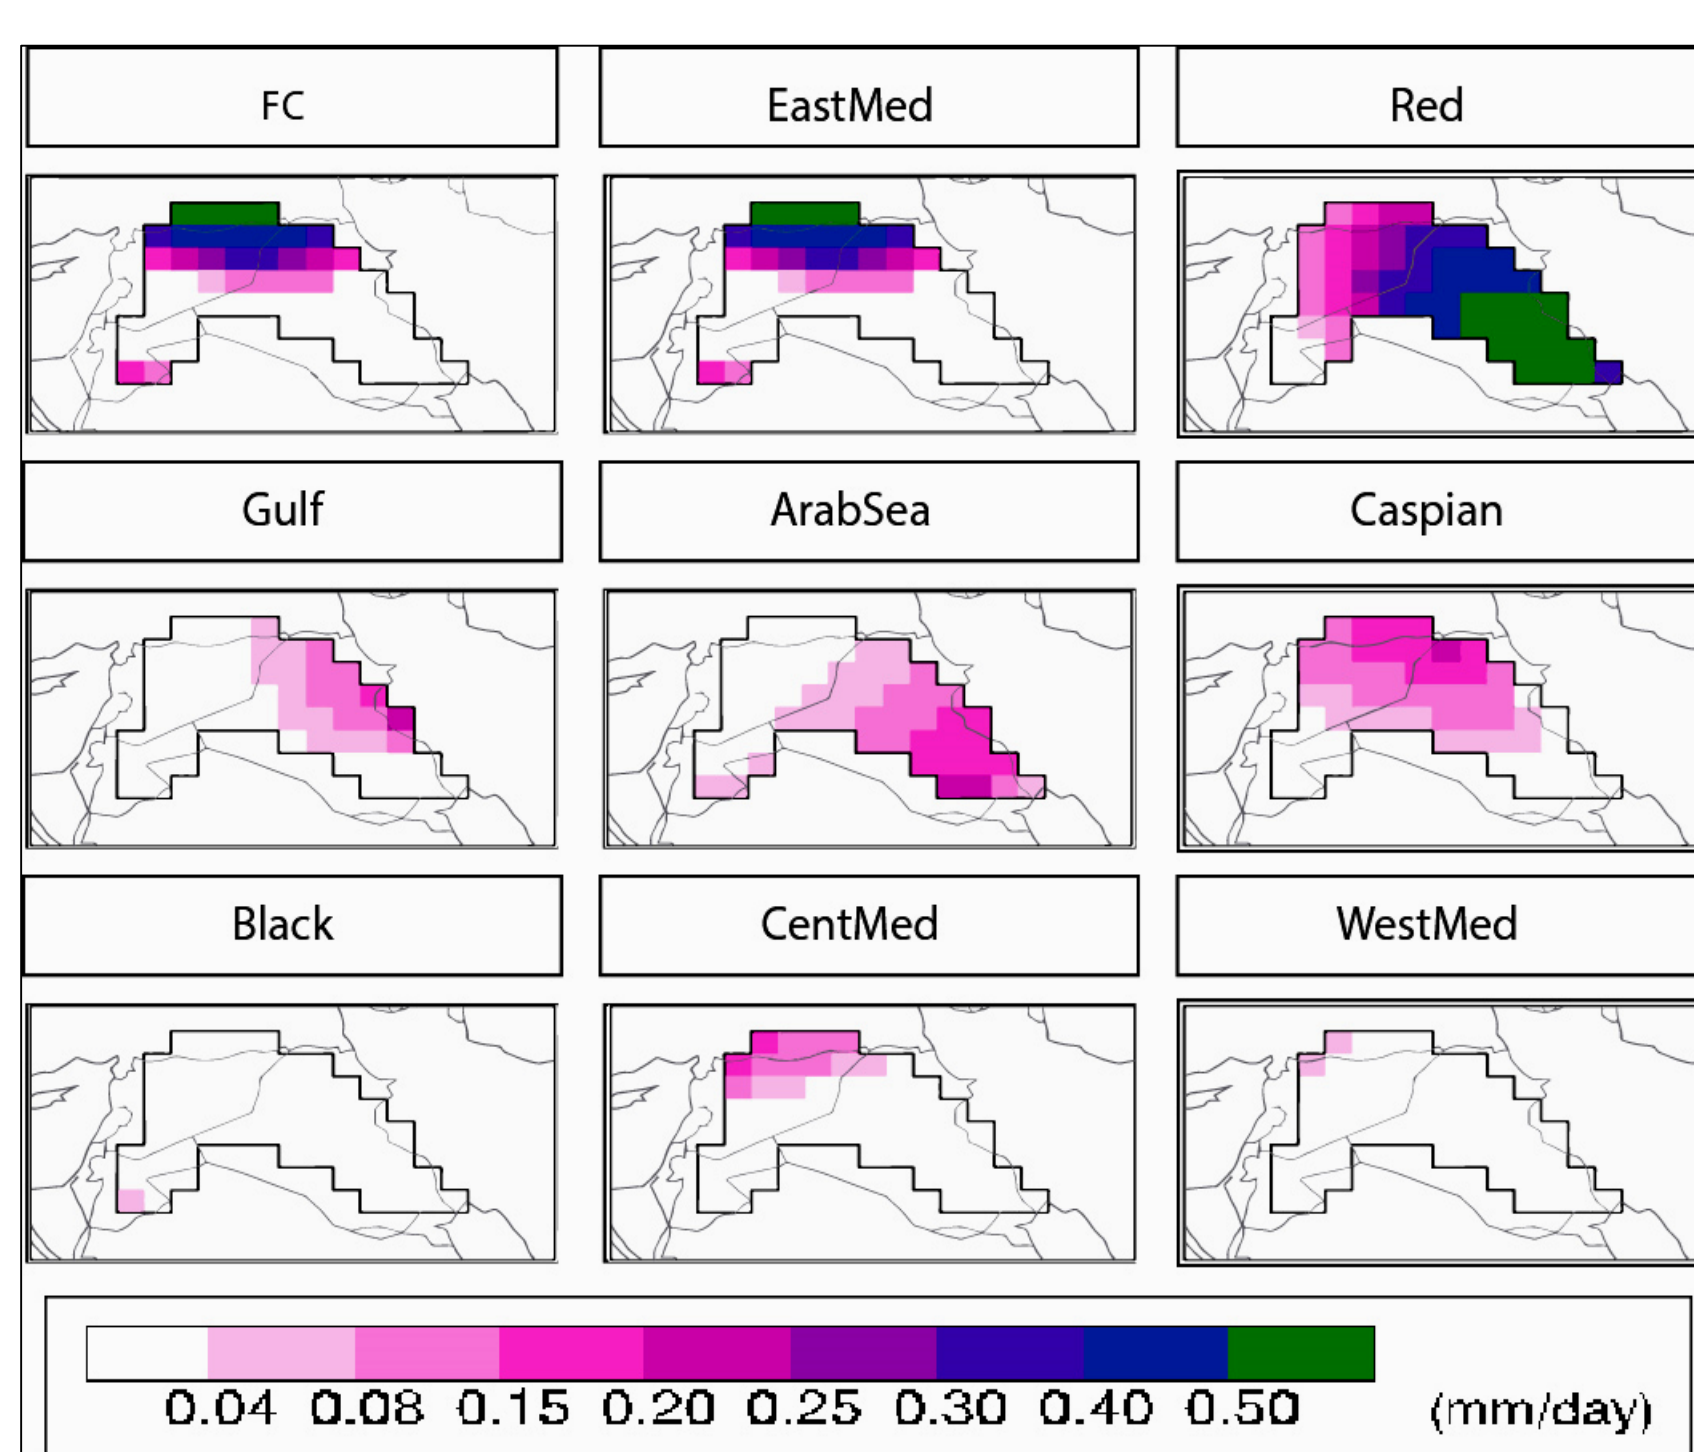 FC EastMed Red
Gulf ArabSea Caspian
Black CentMed WestMed
0.04 0.08 0.15 0.20 0.25 0.30 0.40 0.50 (mm/day)